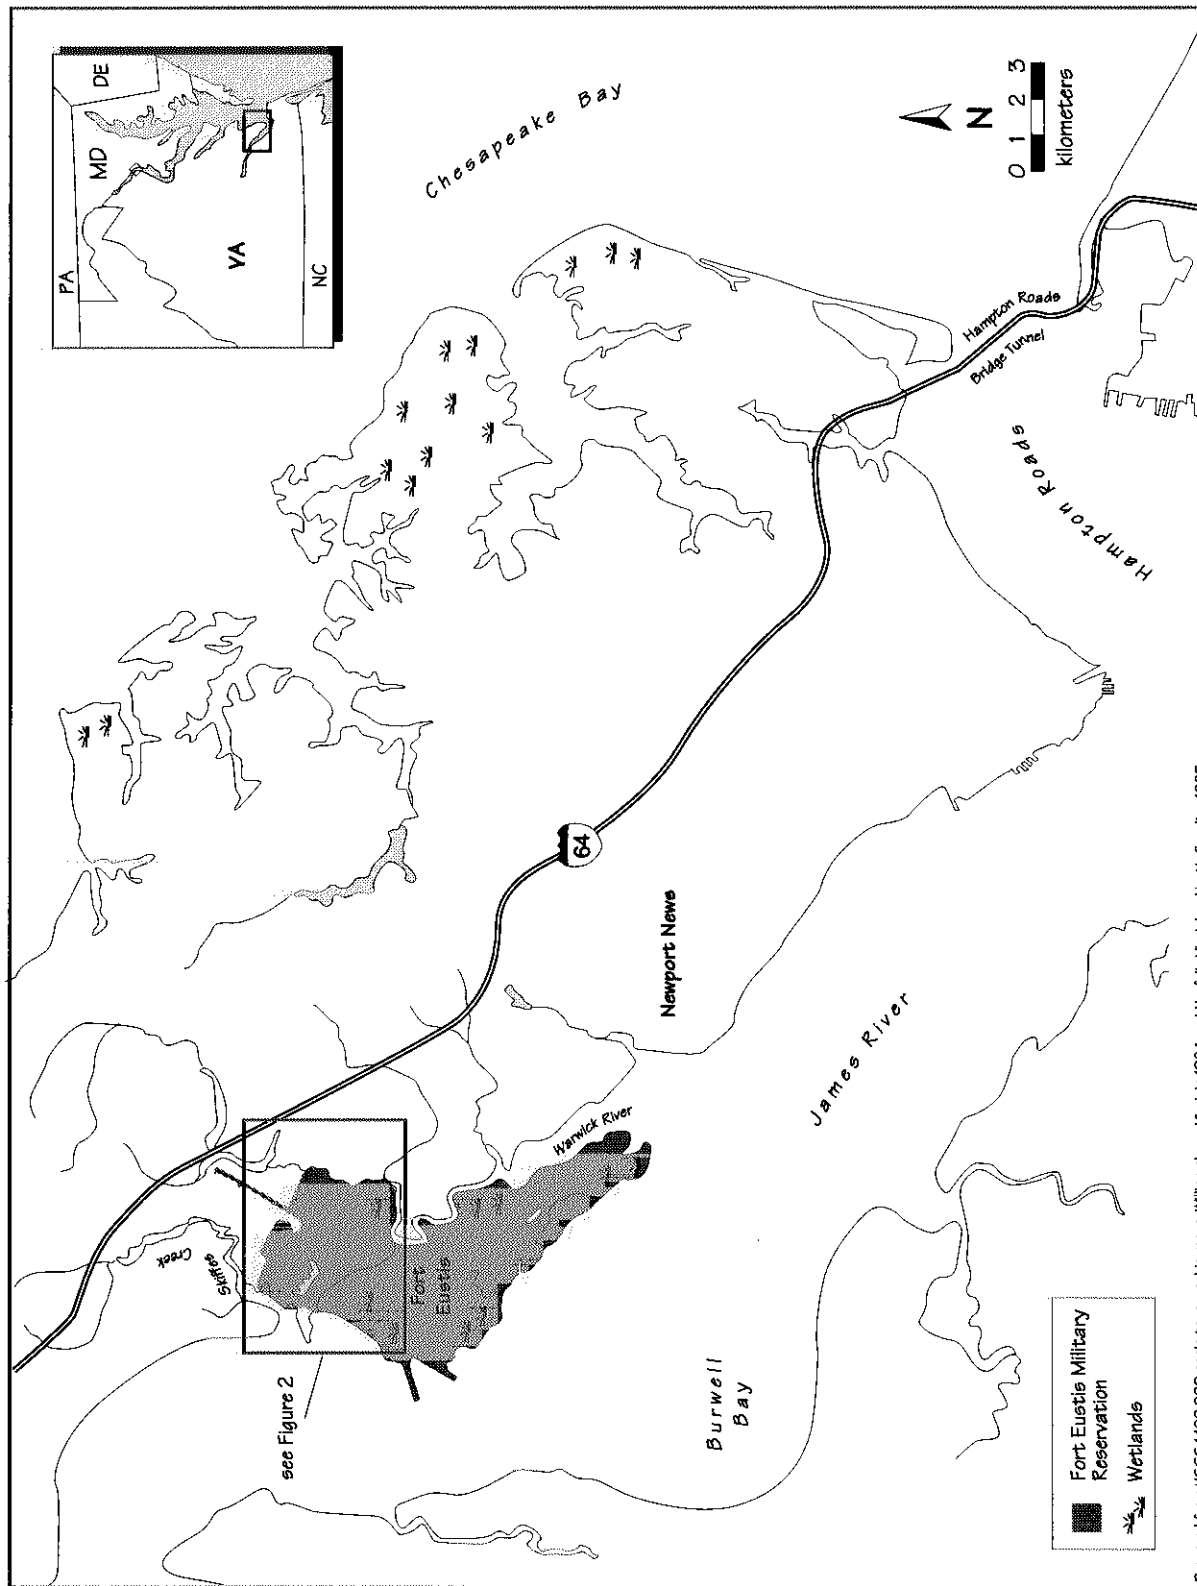 PA
MD
DE
VA
NC
Chesapeake Bay
N
0 1 2 3
kilometers
Hampton Roads
Bridge Tunnel
Hampton Roads
64
Newport News
James River
Warwick River
Skiffes
Creek
Fort
Eustis
see Figure 2
Burwell
Bay
Fort Eustis Military
Reservation
Wetlands